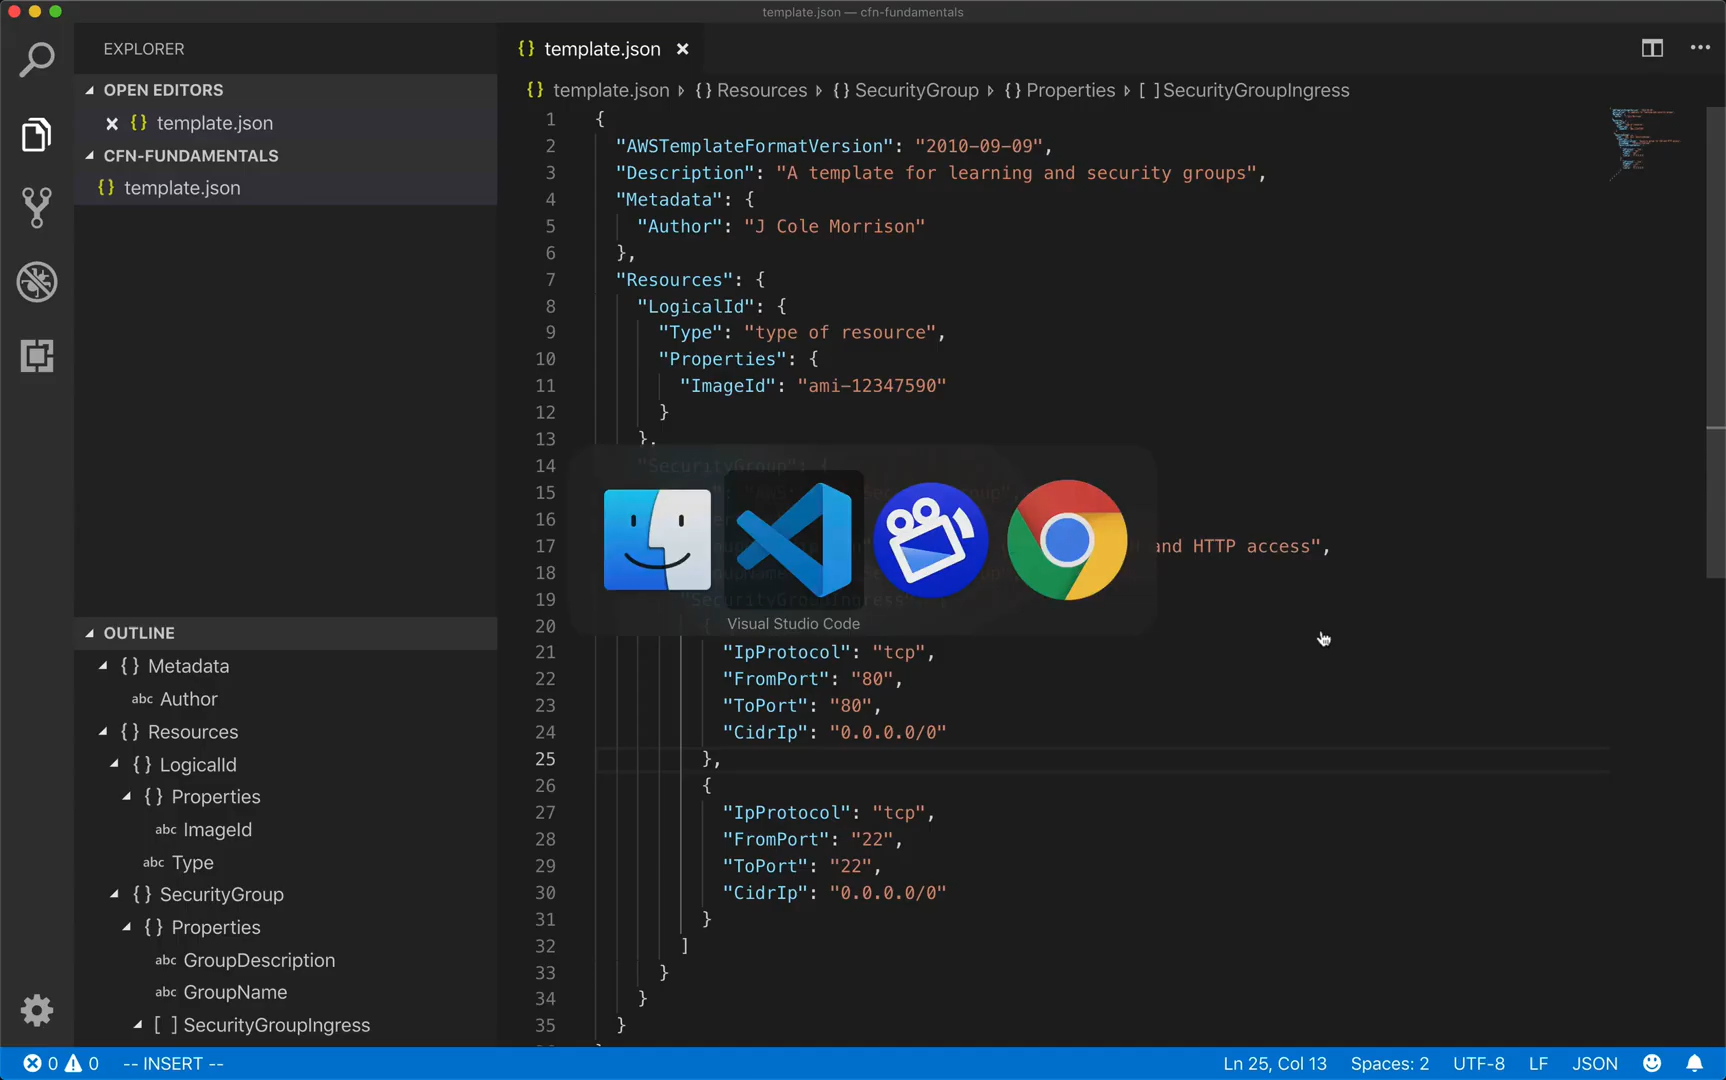 template.json — cfn-fundamentals
EXPLORER
OPEN EDITORS
template.json
CFN-FUNDAMENTALS
template.json
OUTLINE
{} Metadata
abc Author
{} Resources
{} LogicalId
{} Properties
abc ImageId
abc Type
{} SecurityGroup
{} Properties
abc GroupDescription
abc GroupName
[ ] SecurityGroupIngress
{} template.json
{} template.json {} Resources {} SecurityGroup {} Properties [ ] SecurityGroupIngress
1 {
2 "AWSTemplateFormatVersion": "2010-09-09",
3 "Description": "A template for learning and security groups",
4 "Metadata": {
5 "Author": "J Cole Morrison"
6 },
7 "Resources": {
8 "LogicalId": {
9 "Type": "type of resource",
10 "Properties": {
11 "ImageId": "ami-12347590"
12 }
13 },
14 "SecurityGroup": {
15
16
17 and HTTP access",
18
19 "SecurityGroupIngress": [
20 {
21 "IpProtocol": "tcp",
22 "FromPort": "80",
23 "ToPort": "80",
24 "CidrIp": "0.0.0.0/0"
25 },
26 {
27 "IpProtocol": "tcp",
28 "FromPort": "22",
29 "ToPort": "22",
30 "CidrIp": "0.0.0.0/0"
31 }
32 ]
33 }
34 }
35 }
Visual Studio Code
0 0 -- INSERT -- Ln 25, Col 13 Spaces: 2 UTF-8 LF JSON